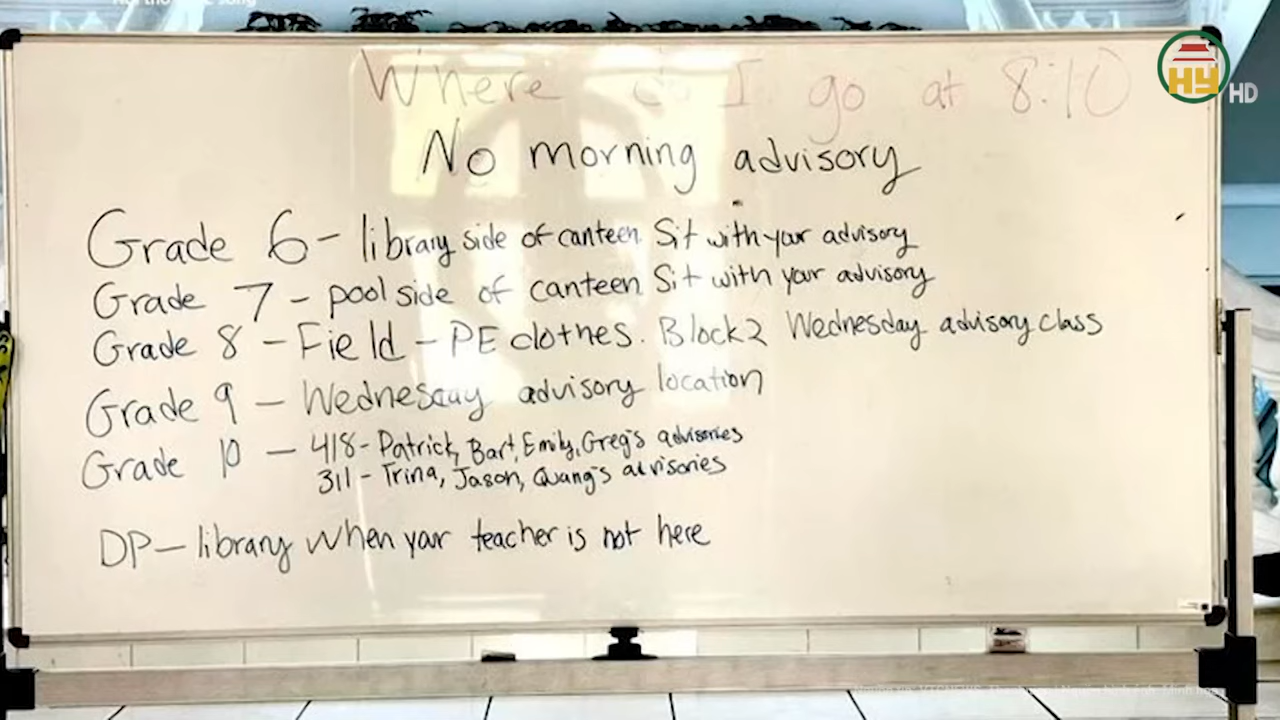 Where do I go at 8:10
No morning advisory
Grade 6 - library side of canteen. Sit with your advisory
Grade 7 - pool side of canteen Sit with your advisory
Grade 8 - Field - PE clothes. Block 2 Wednesday advisory class
Grade 9 - Wednesday advisory location
Grade 10 - 418 - Patrick, Bart, Emily, Greg's advisories
311 - Trina, Jason, Quang's advisories
DP - library when your teacher is not here
HY HD